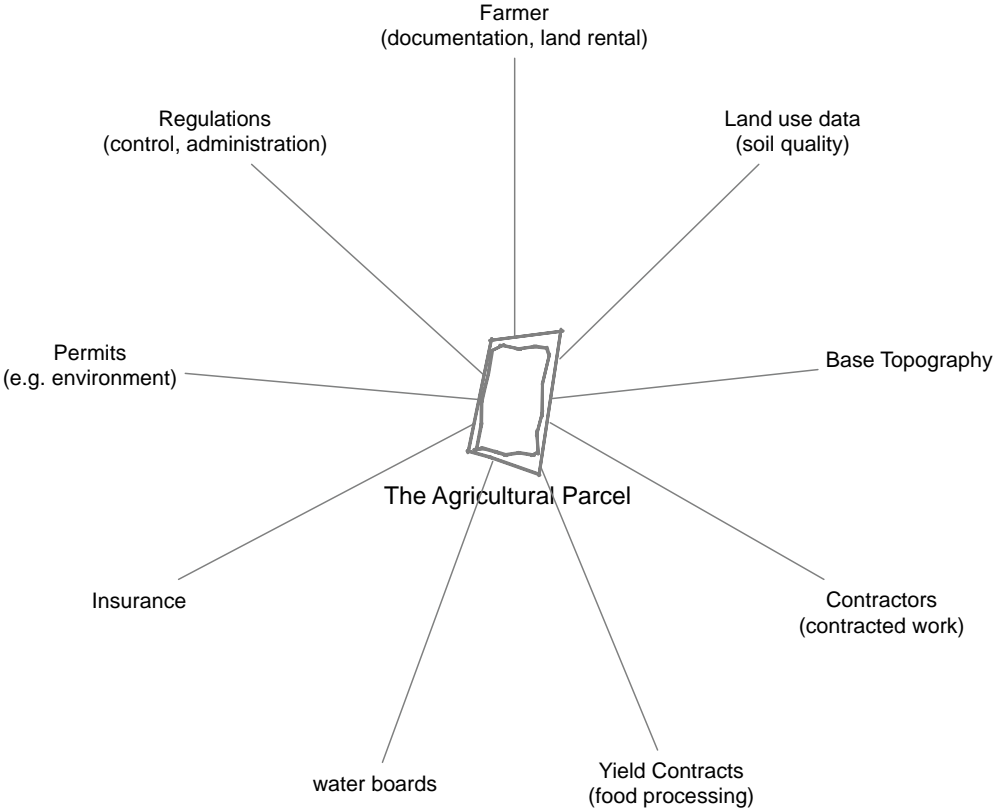 Farmer
(documentation, land rental)
Regulations
(control, administration)
Land use data
(soil quality)
Permits
(e.g. environment)
Base Topography
The Agricultural Parcel
Insurance
Contractors
(contracted work)
water boards
Yield Contracts
(food processing)